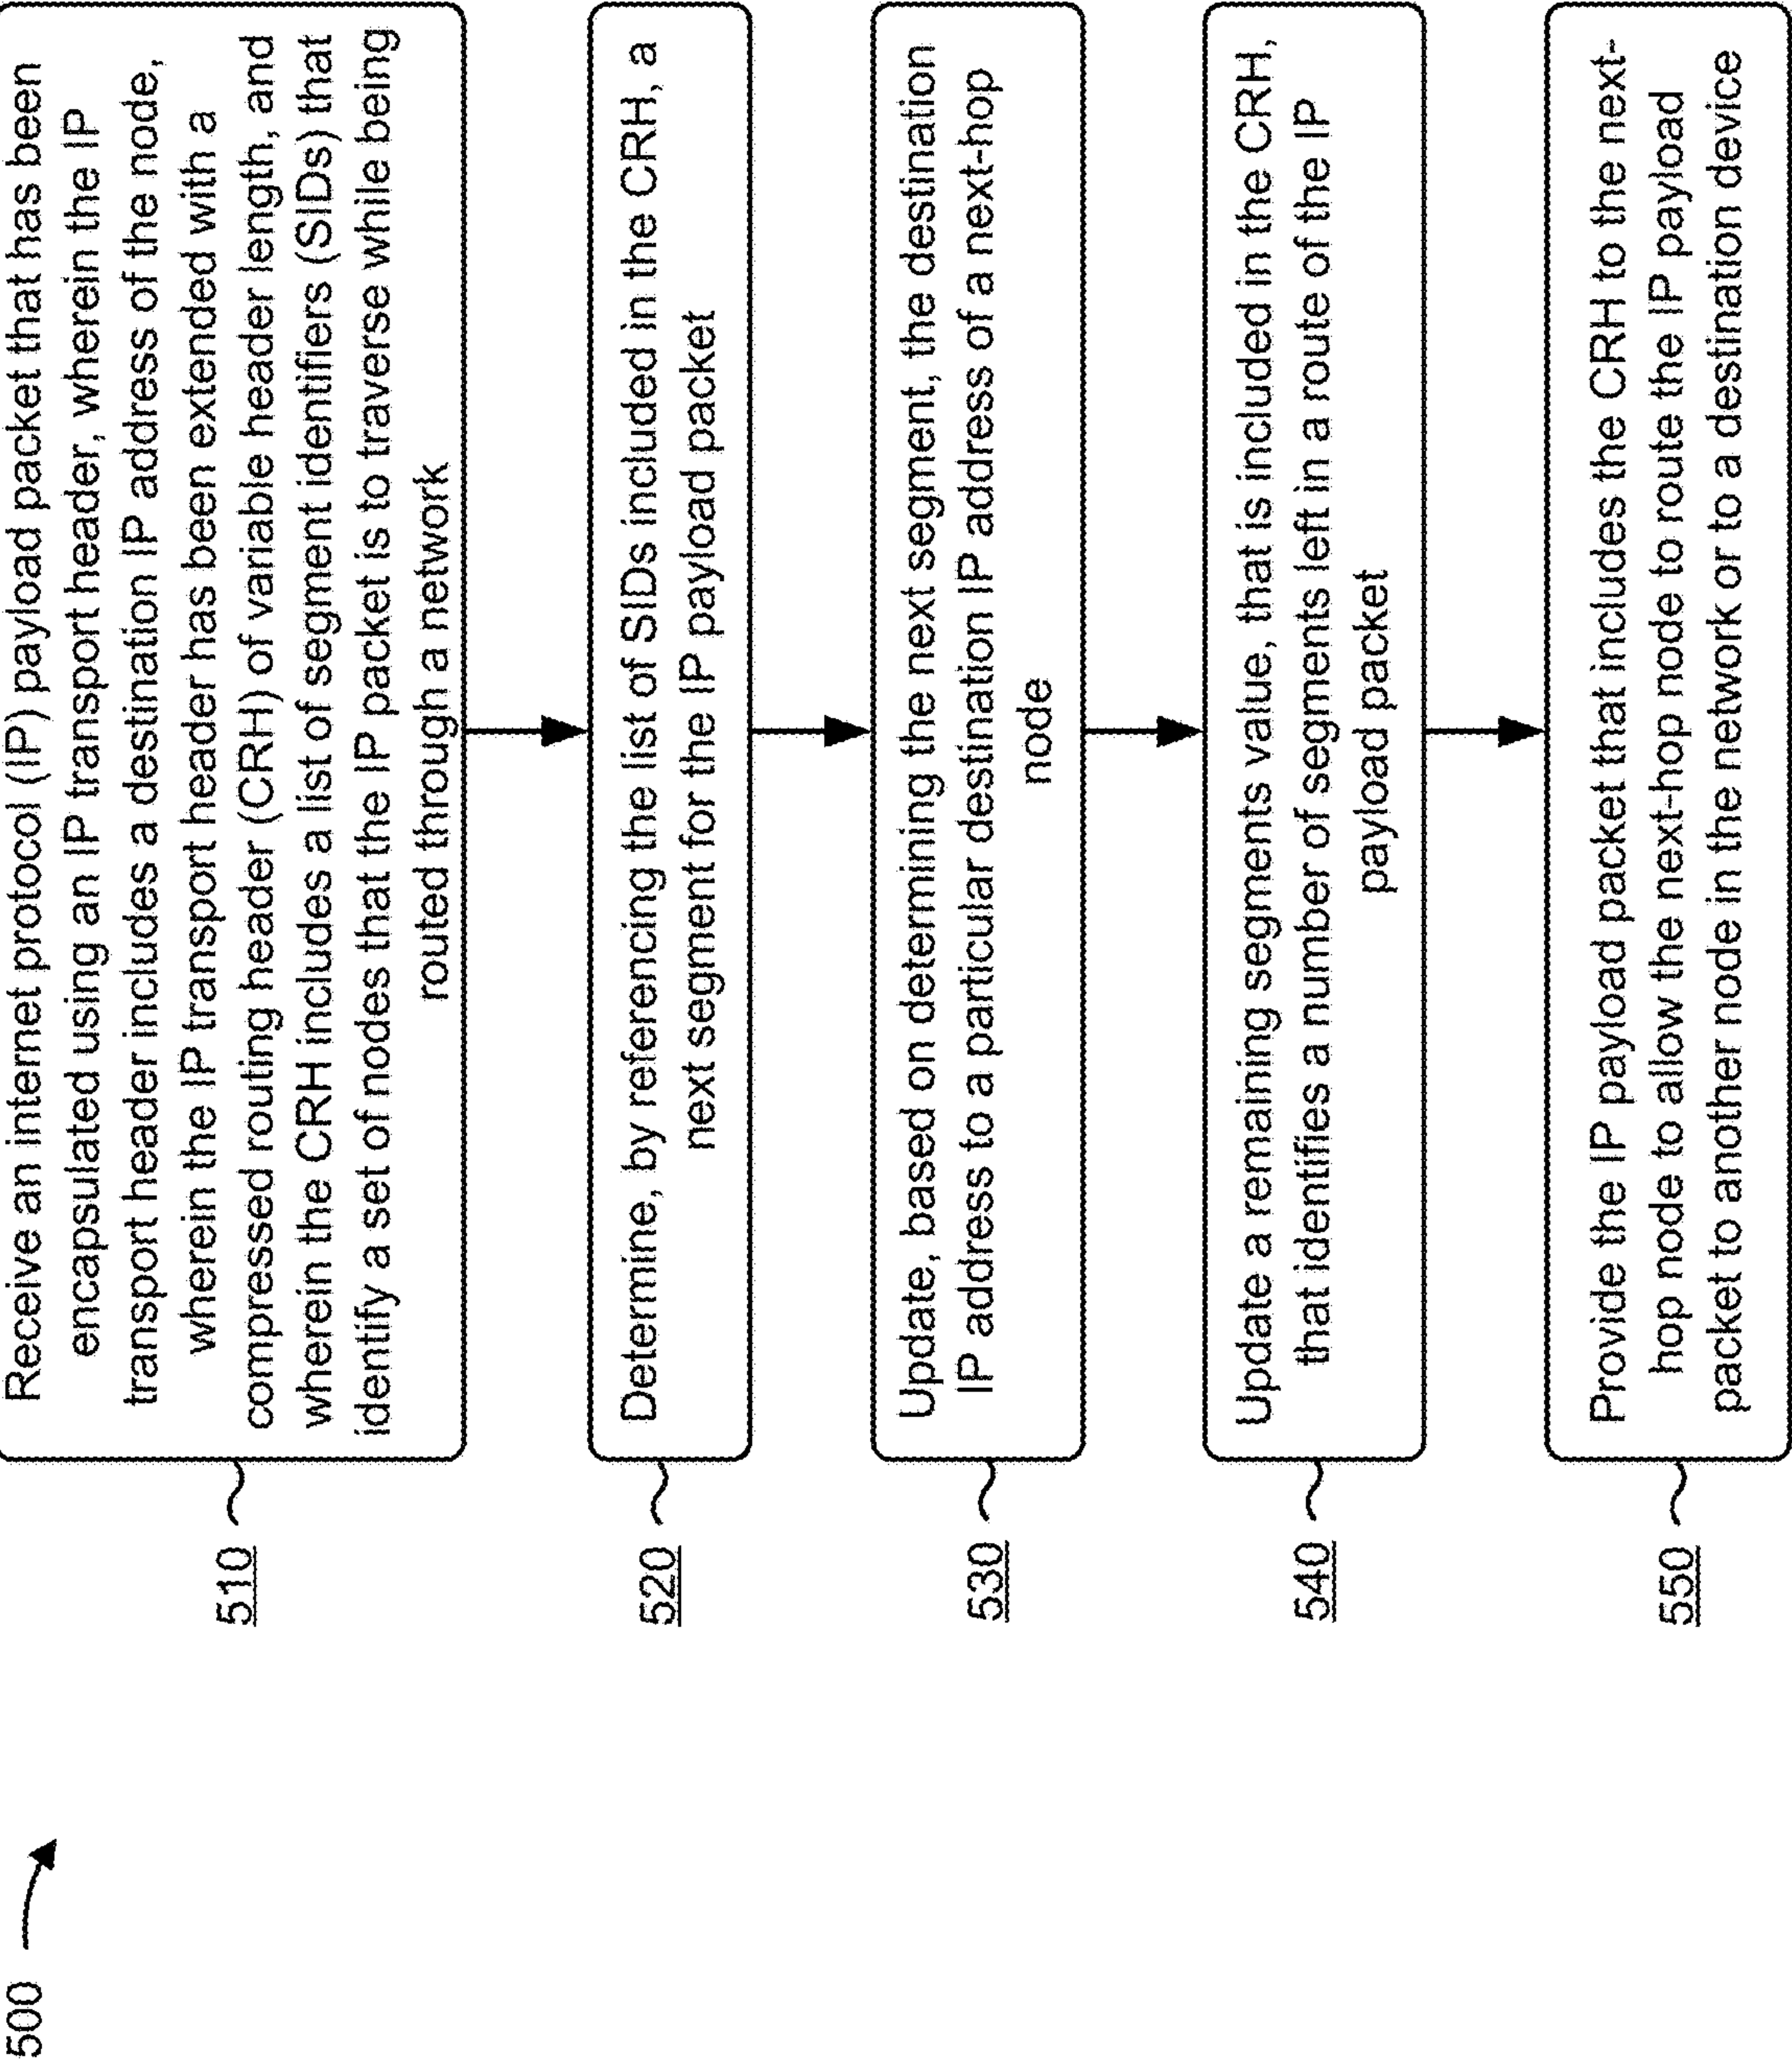 500
510
Receive an internet protocol (IP) payload packet that has been
encapsulated using an IP transport header, wherein the IP
transport header includes a destination IP address of the node,
wherein the IP transport header has been extended with a
compressed routing header (CRH) of variable header length, and
wherein the CRH includes a list of segment identifiers (SIDs) that
identify a set of nodes that the IP packet is to traverse while being
routed through a network
520
Determine, by referencing the list of SIDs included in the CRH, a
next segment for the IP payload packet
530
Update, based on determining the next segment, the destination
IP address to a particular destination IP address of a next-hop
node
540
Update a remaining segments value, that is included in the CRH,
that identifies a number of segments left in a route of the IP
payload packet
550
Provide the IP payload packet that includes the CRH to the next-
hop node to allow the next-hop node to route the IP payload
packet to another node in the network or to a destination device